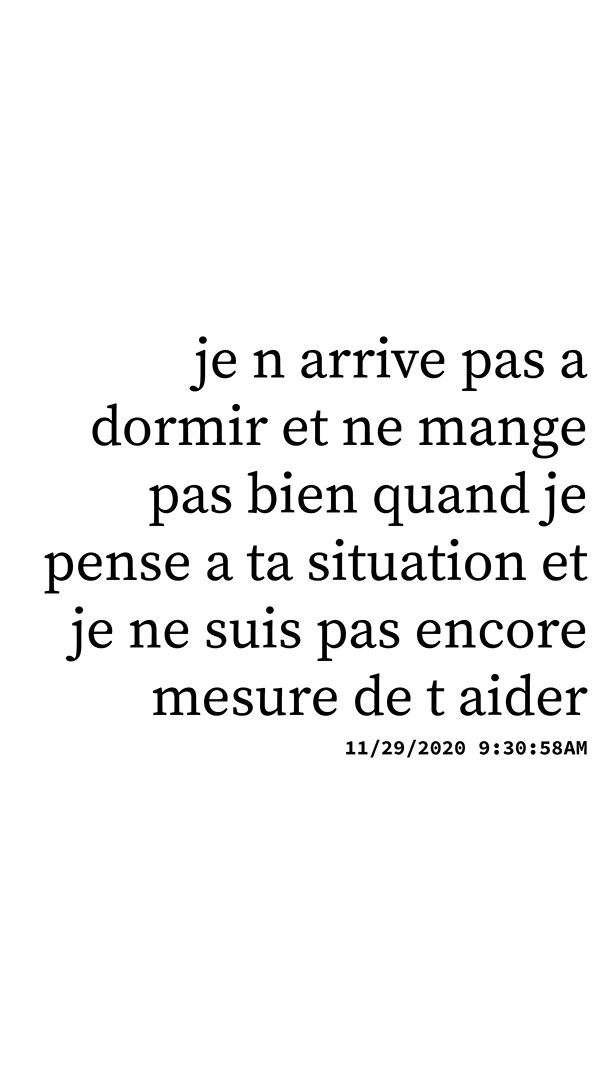 je n arrive pas a
dormir et ne mange
pas bien quand je
pense a ta situation et
je ne suis pas encore
mesure de t aider
11/29/2020 9:30:58AM